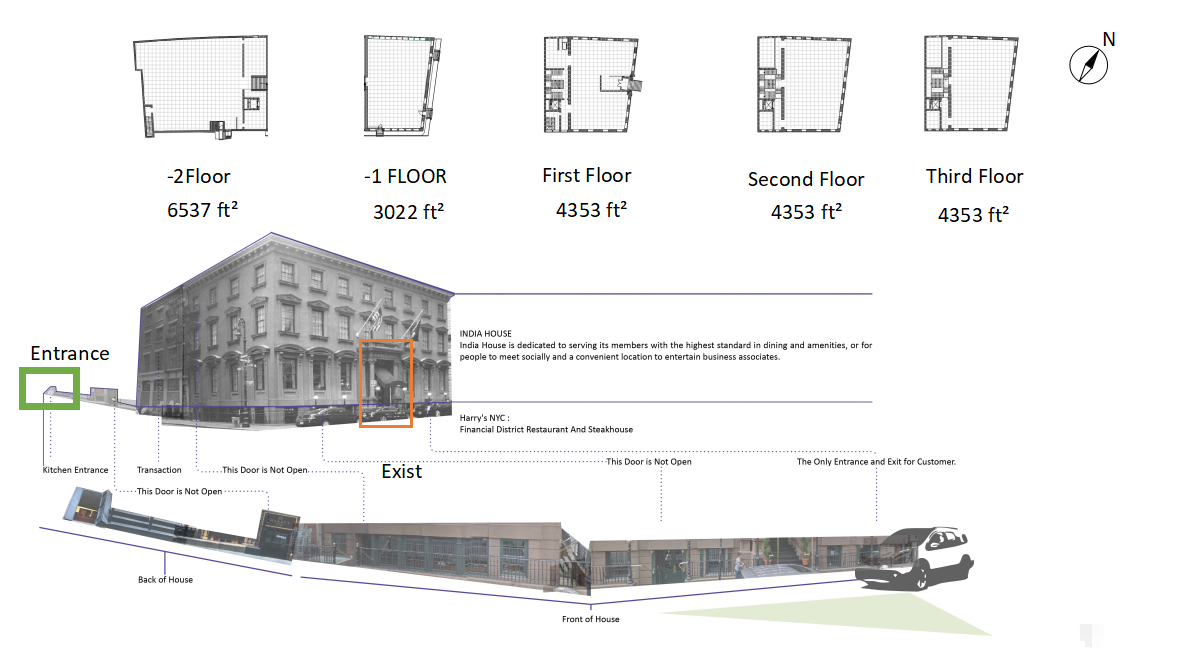 N
-2Floor
6537 ft²
-1 FLOOR
3022 ft²
First Floor
4353 ft²
Second Floor
4353 ft²
Third Floor
4353 ft²
INDIA HOUSE
India House is dedicated to serving its members with the highest standard in dining and amenities, or for
people to meet socially and a convenient location to entertain business associates.
Entrance
Harry's NYC :
Financial District Restaurant And Steakhouse
Kitchen Entrance
Transaction
This Door is Not Open
Exist
This Door is Not Open
The Only Entrance and Exit for Customer.
This Door is Not Open
Back of House
Front of House